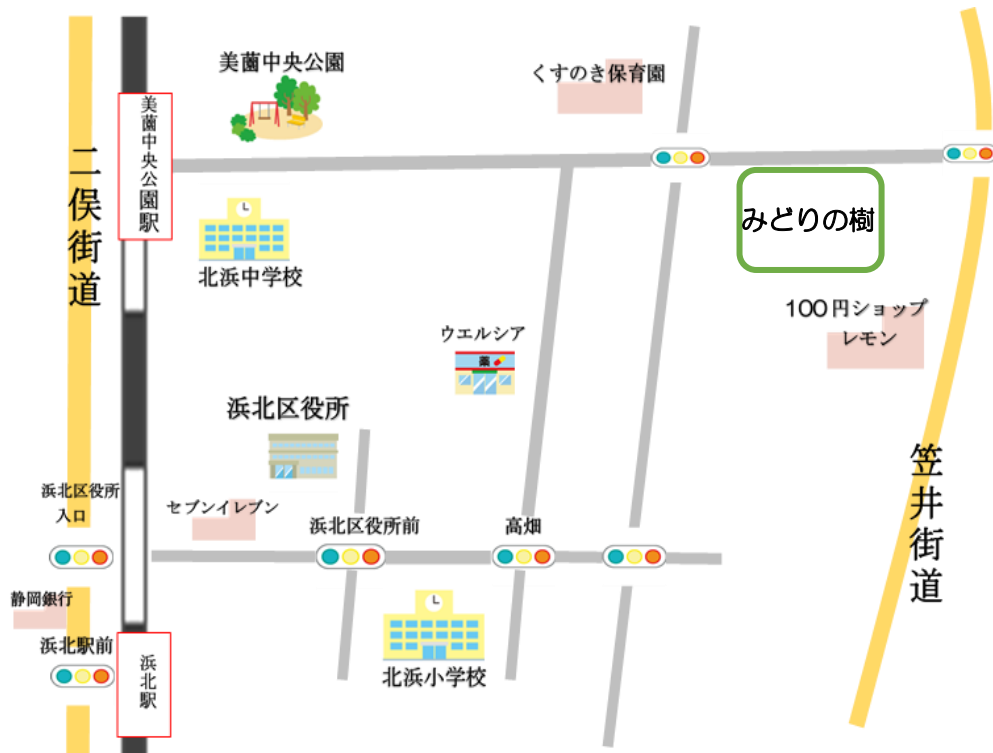 美薗中央公園
くすのき保育園
美薗中央公園駅
二俣街道
みどりの樹
北浜中学校
100円ショップ
レモン
ウエルシア
薬
浜北区役所
笠井街道
浜北区役所
入口
セブンイレブン
浜北区役所前
高畑
静岡銀行
浜北駅前
浜北駅
北浜小学校